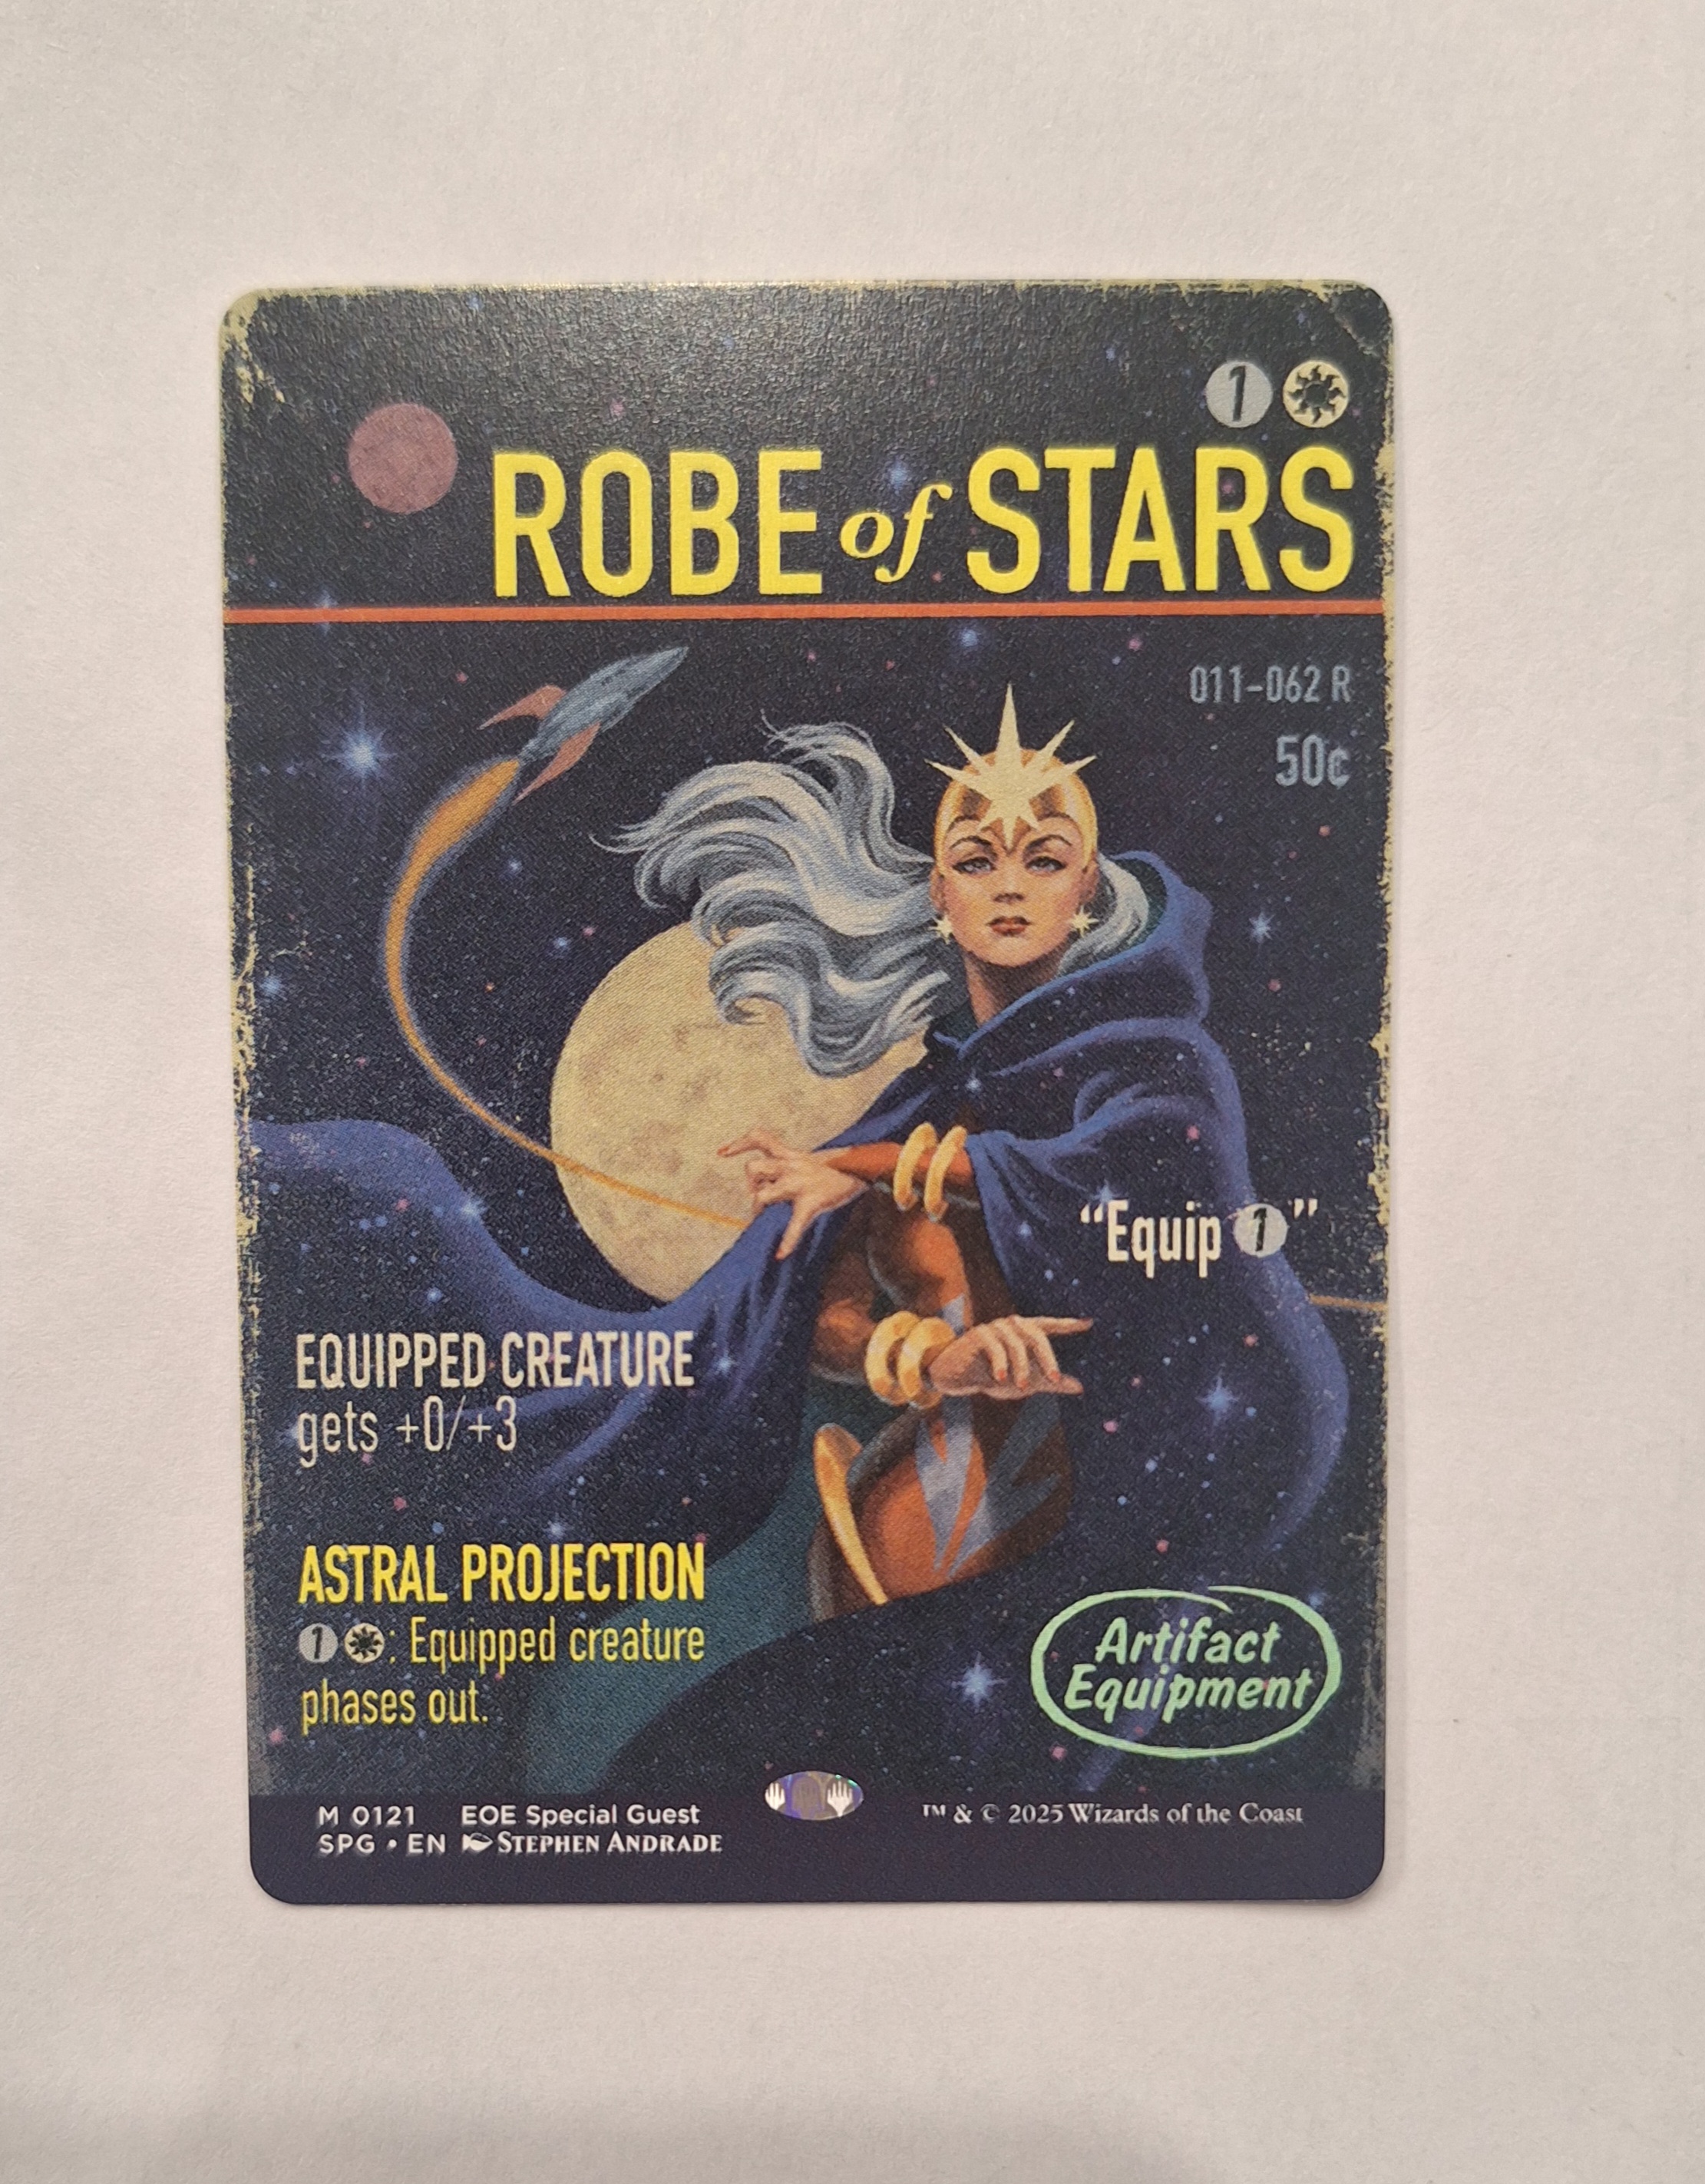 1
ROBE of STARS
011-062 R
50¢
"Equip 1"
EQUIPPED CREATURE
gets +0/+3
ASTRAL PROJECTION
1 : Equipped creature
phases out.
Artifact
Equipment
M 0121 EOE Special Guest
SPG • EN STEPHEN ANDRADE
™ & © 2025 Wizards of the Coast